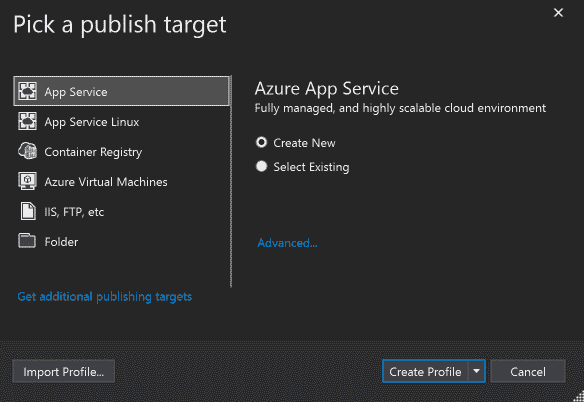 Pick a publish target
App Service
App Service Linux
Container Registry
Azure Virtual Machines
IIS, FTP, etc
Folder
Get additional publishing targets
Azure App Service
Fully managed, and highly scalable cloud environment
Create New
Select Existing
Advanced...
Import Profile...
Create Profile
Cancel